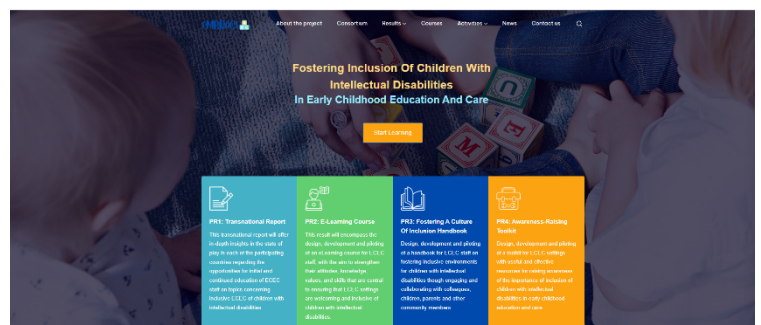 About the project Consortium Results Courses Activities News Contact us
Fostering Inclusion Of Children With
Intellectual Disabilities
In Early Childhood Education And Care
Start Learning
PR1: Transnational Report
This transnational report will offer
in-depth insights in the state of
play in each of the participating
countries regarding the
opportunities for initial and
continued education of ECEC
staff on topics concerning
inclusive ECEC of children with
intellectual disabilities
PR2: E-Learning Course
This result will encompass the
design, development and piloting
of an eLearning course for ECEC
staff, with the aim to strengthen
their attitudes, knowledge,
values, and skills that are central
to ensuring that ECEC settings
are welcoming and inclusive of
children with intellectual
disabilities.
PR3: Fostering A Culture
Of Inclusion Handbook
Design, development and piloting
of a handbook for ECEC staff on
fostering inclusive environments
for children with intellectual
disabilities though engaging and
collaborating with colleagues,
children, parents and other
community members
PR4: Awareness-Raising
Toolkit
Design, development and piloting
of a toolkit for ECEC settings
with useful and effective
resources for raising awareness
of the importance of inclusion of
children with intellectual
disabilities in early childhood
education and care